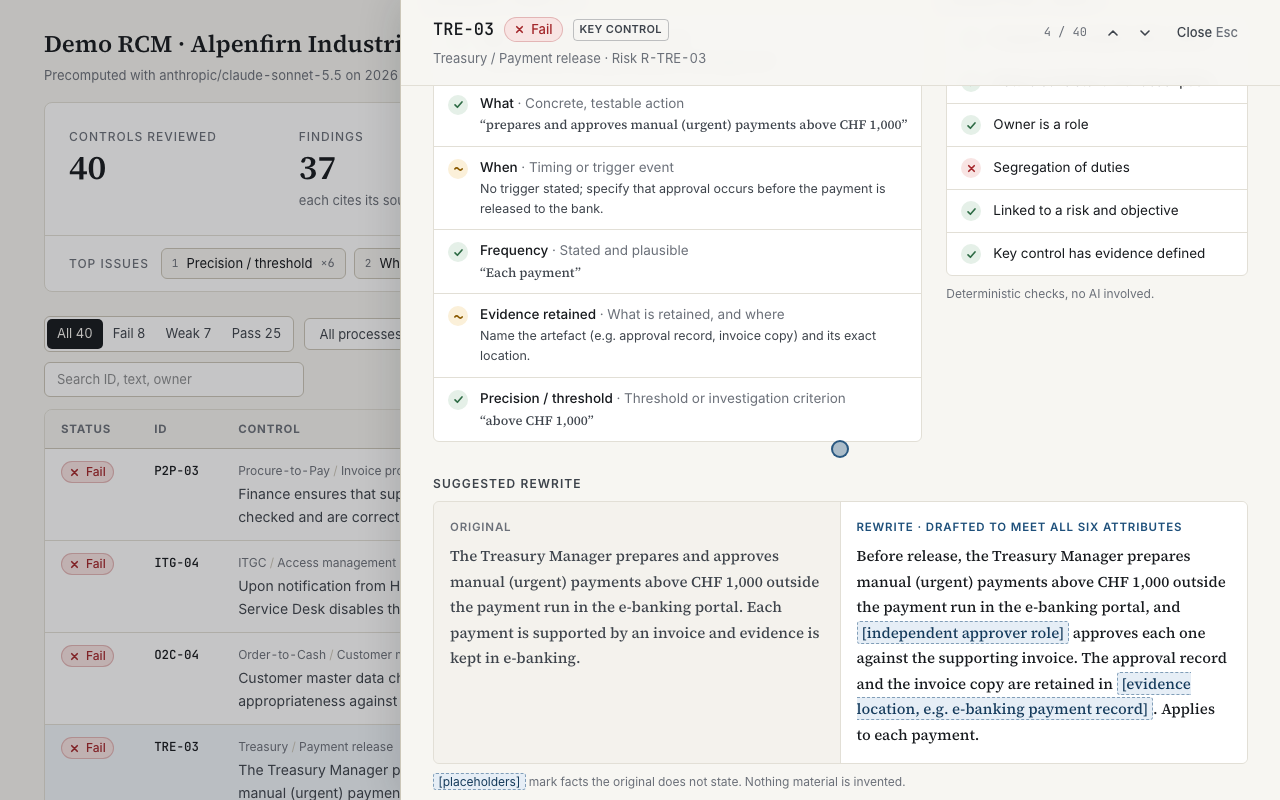 Demo RCM · Alpenfirn Industri
Precomputed with anthropic/claude-sonnet-5.5 on 2026
CONTROLS REVIEWED
40
FINDINGS
37
each cites its sou
TOP ISSUES
1 Precision / threshold ×6
2 Wh
All 40
Fail 8
Weak 7
Pass 25
All processes
Search ID, text, owner
STATUS ID CONTROL
Fail P2P-03 Procure-to-Pay / Invoice pro
Finance ensures that sup
checked and are correct
Fail ITG-04 ITGC / Access management
Upon notification from H
Service Desk disables th
Fail O2C-04 Order-to-Cash / Customer m
Customer master data ch
appropriateness against
Fail TRE-03 Treasury / Payment release
The Treasury Manager p
manual (urgent) payment
TRE-03 Fail KEY CONTROL
Treasury / Payment release · Risk R-TRE-03
4 / 40
Close Esc
What · Concrete, testable action
“prepares and approves manual (urgent) payments above CHF 1,000”
When · Timing or trigger event
No trigger stated; specify that approval occurs before the payment is
released to the bank.
Frequency · Stated and plausible
“Each payment”
Evidence retained · What is retained, and where
Name the artefact (e.g. approval record, invoice copy) and its exact
location.
Precision / threshold · Threshold or investigation criterion
“above CHF 1,000”
Owner is a role
Segregation of duties
Linked to a risk and objective
Key control has evidence defined
Deterministic checks, no AI involved.
SUGGESTED REWRITE
ORIGINAL
The Treasury Manager prepares and approves
manual (urgent) payments above CHF 1,000 outside
the payment run in the e-banking portal. Each
payment is supported by an invoice and evidence is
kept in e-banking.
REWRITE · DRAFTED TO MEET ALL SIX ATTRIBUTES
Before release, the Treasury Manager prepares
manual (urgent) payments above CHF 1,000 outside
the payment run in the e-banking portal, and
[independent approver role] approves each one
against the supporting invoice. The approval record
and the invoice copy are retained in [evidence
location, e.g. e-banking payment record]. Applies
to each payment.
[placeholders] mark facts the original does not state. Nothing material is invented.